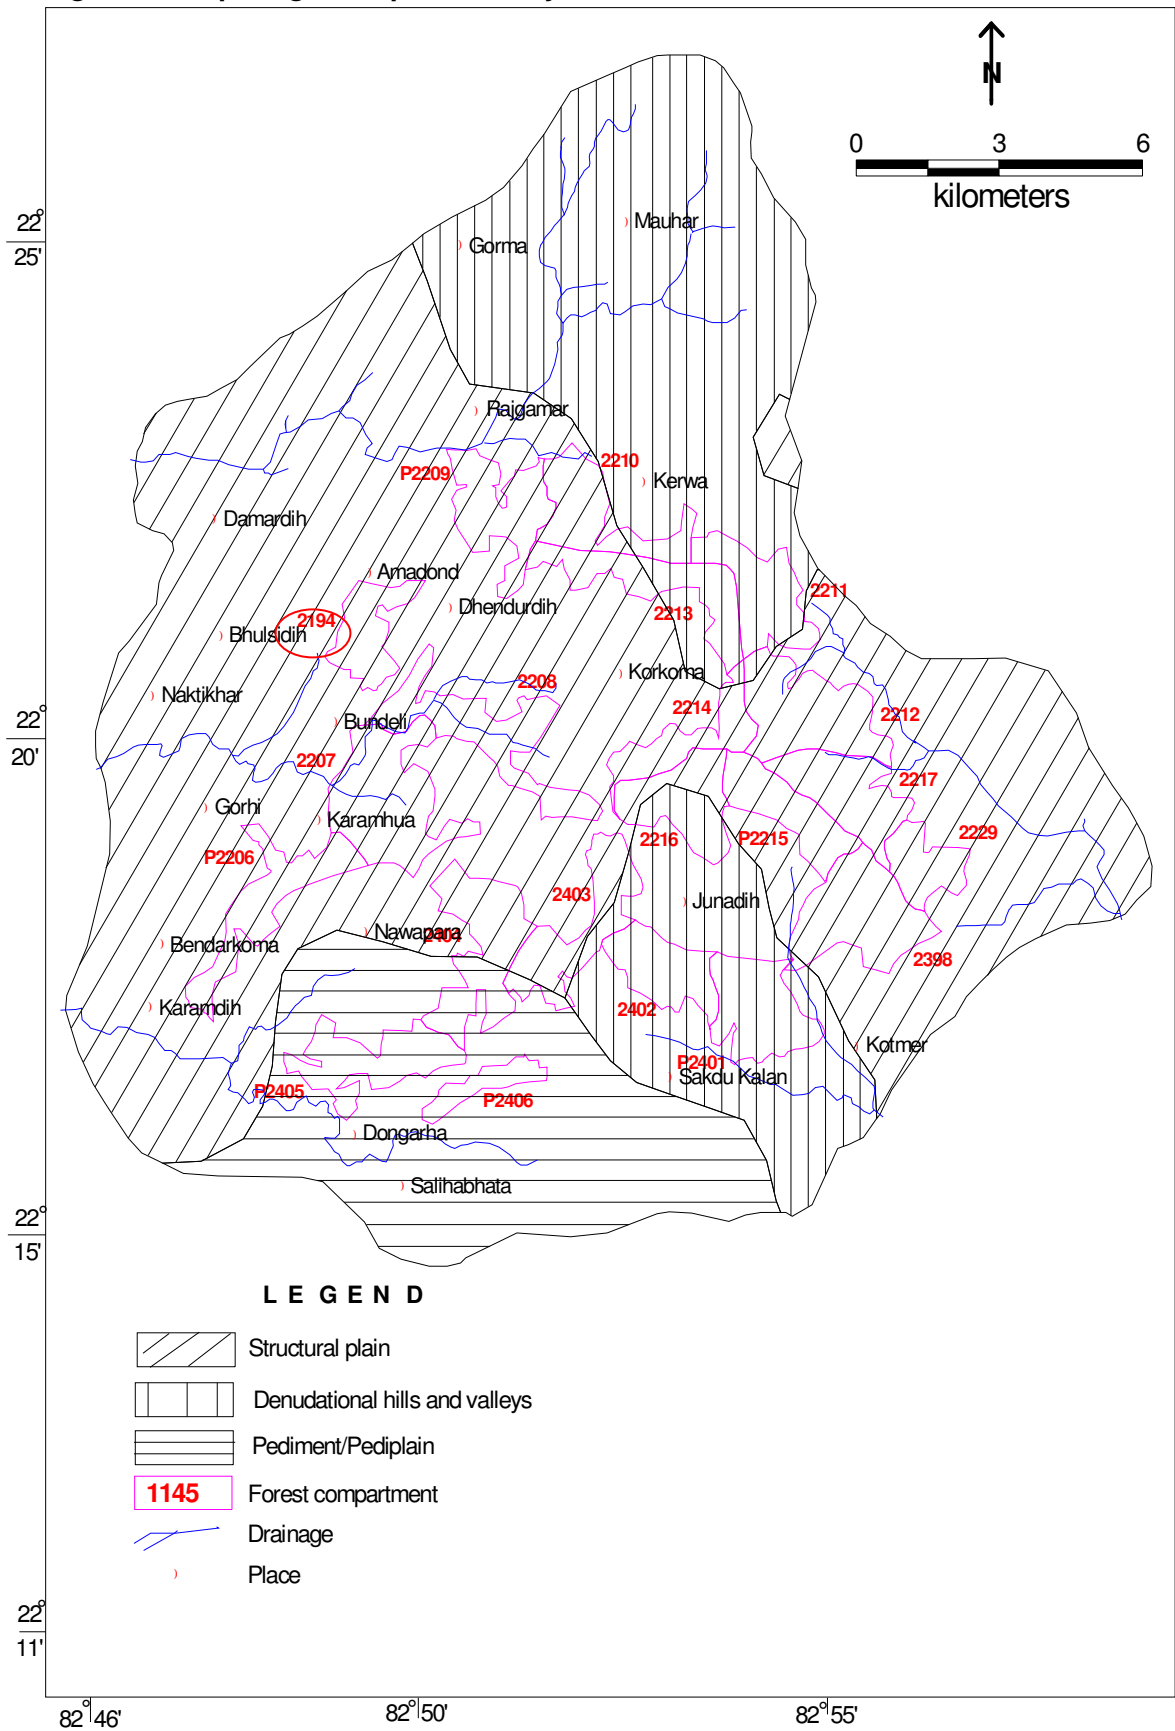 N
0 3 6
kilometers
22°
25'
Mauhar
Gorma
Rajgamar
2210
P2209
Kerwa
Damardih
Amadond
2211
Dhendurdih
2213
2194
Bhulsidih
Korkoma
2208
Naktikhar
2214
2212
Bundeli
22°
20'
2207
2217
Gorhi
Karamhua
2229
2216
P2215
P2206
2403
Junadih
Nawapara
Bendarkoma
2398
Karamdih
2402
Kotmer
P2401
Sakdu Kalan
P2405
P2406
Dongarha
Salihabhata
22°
15'
L E G E N D
Structural plain
Denudational hills and valleys
Pediment/Pediplain
1145 Forest compartment
Drainage
Place
22°
11'
82°46' 82°50' 82°55'